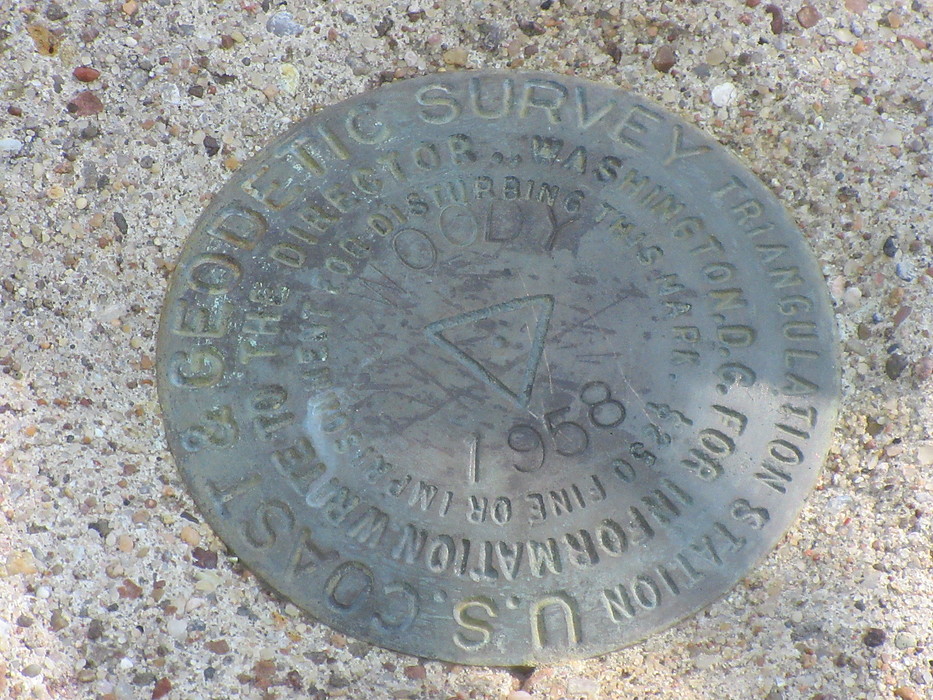 U.S. COAST & GEODETIC SURVEY
TRIANGULATION STATION
FOR INFORMATION WRITE TO THE DIRECTOR.. WASHINGTON, D.C.
$250 FINE OR IMPRISONMENT FOR DISTURBING THIS MARK.
WOODY
1958